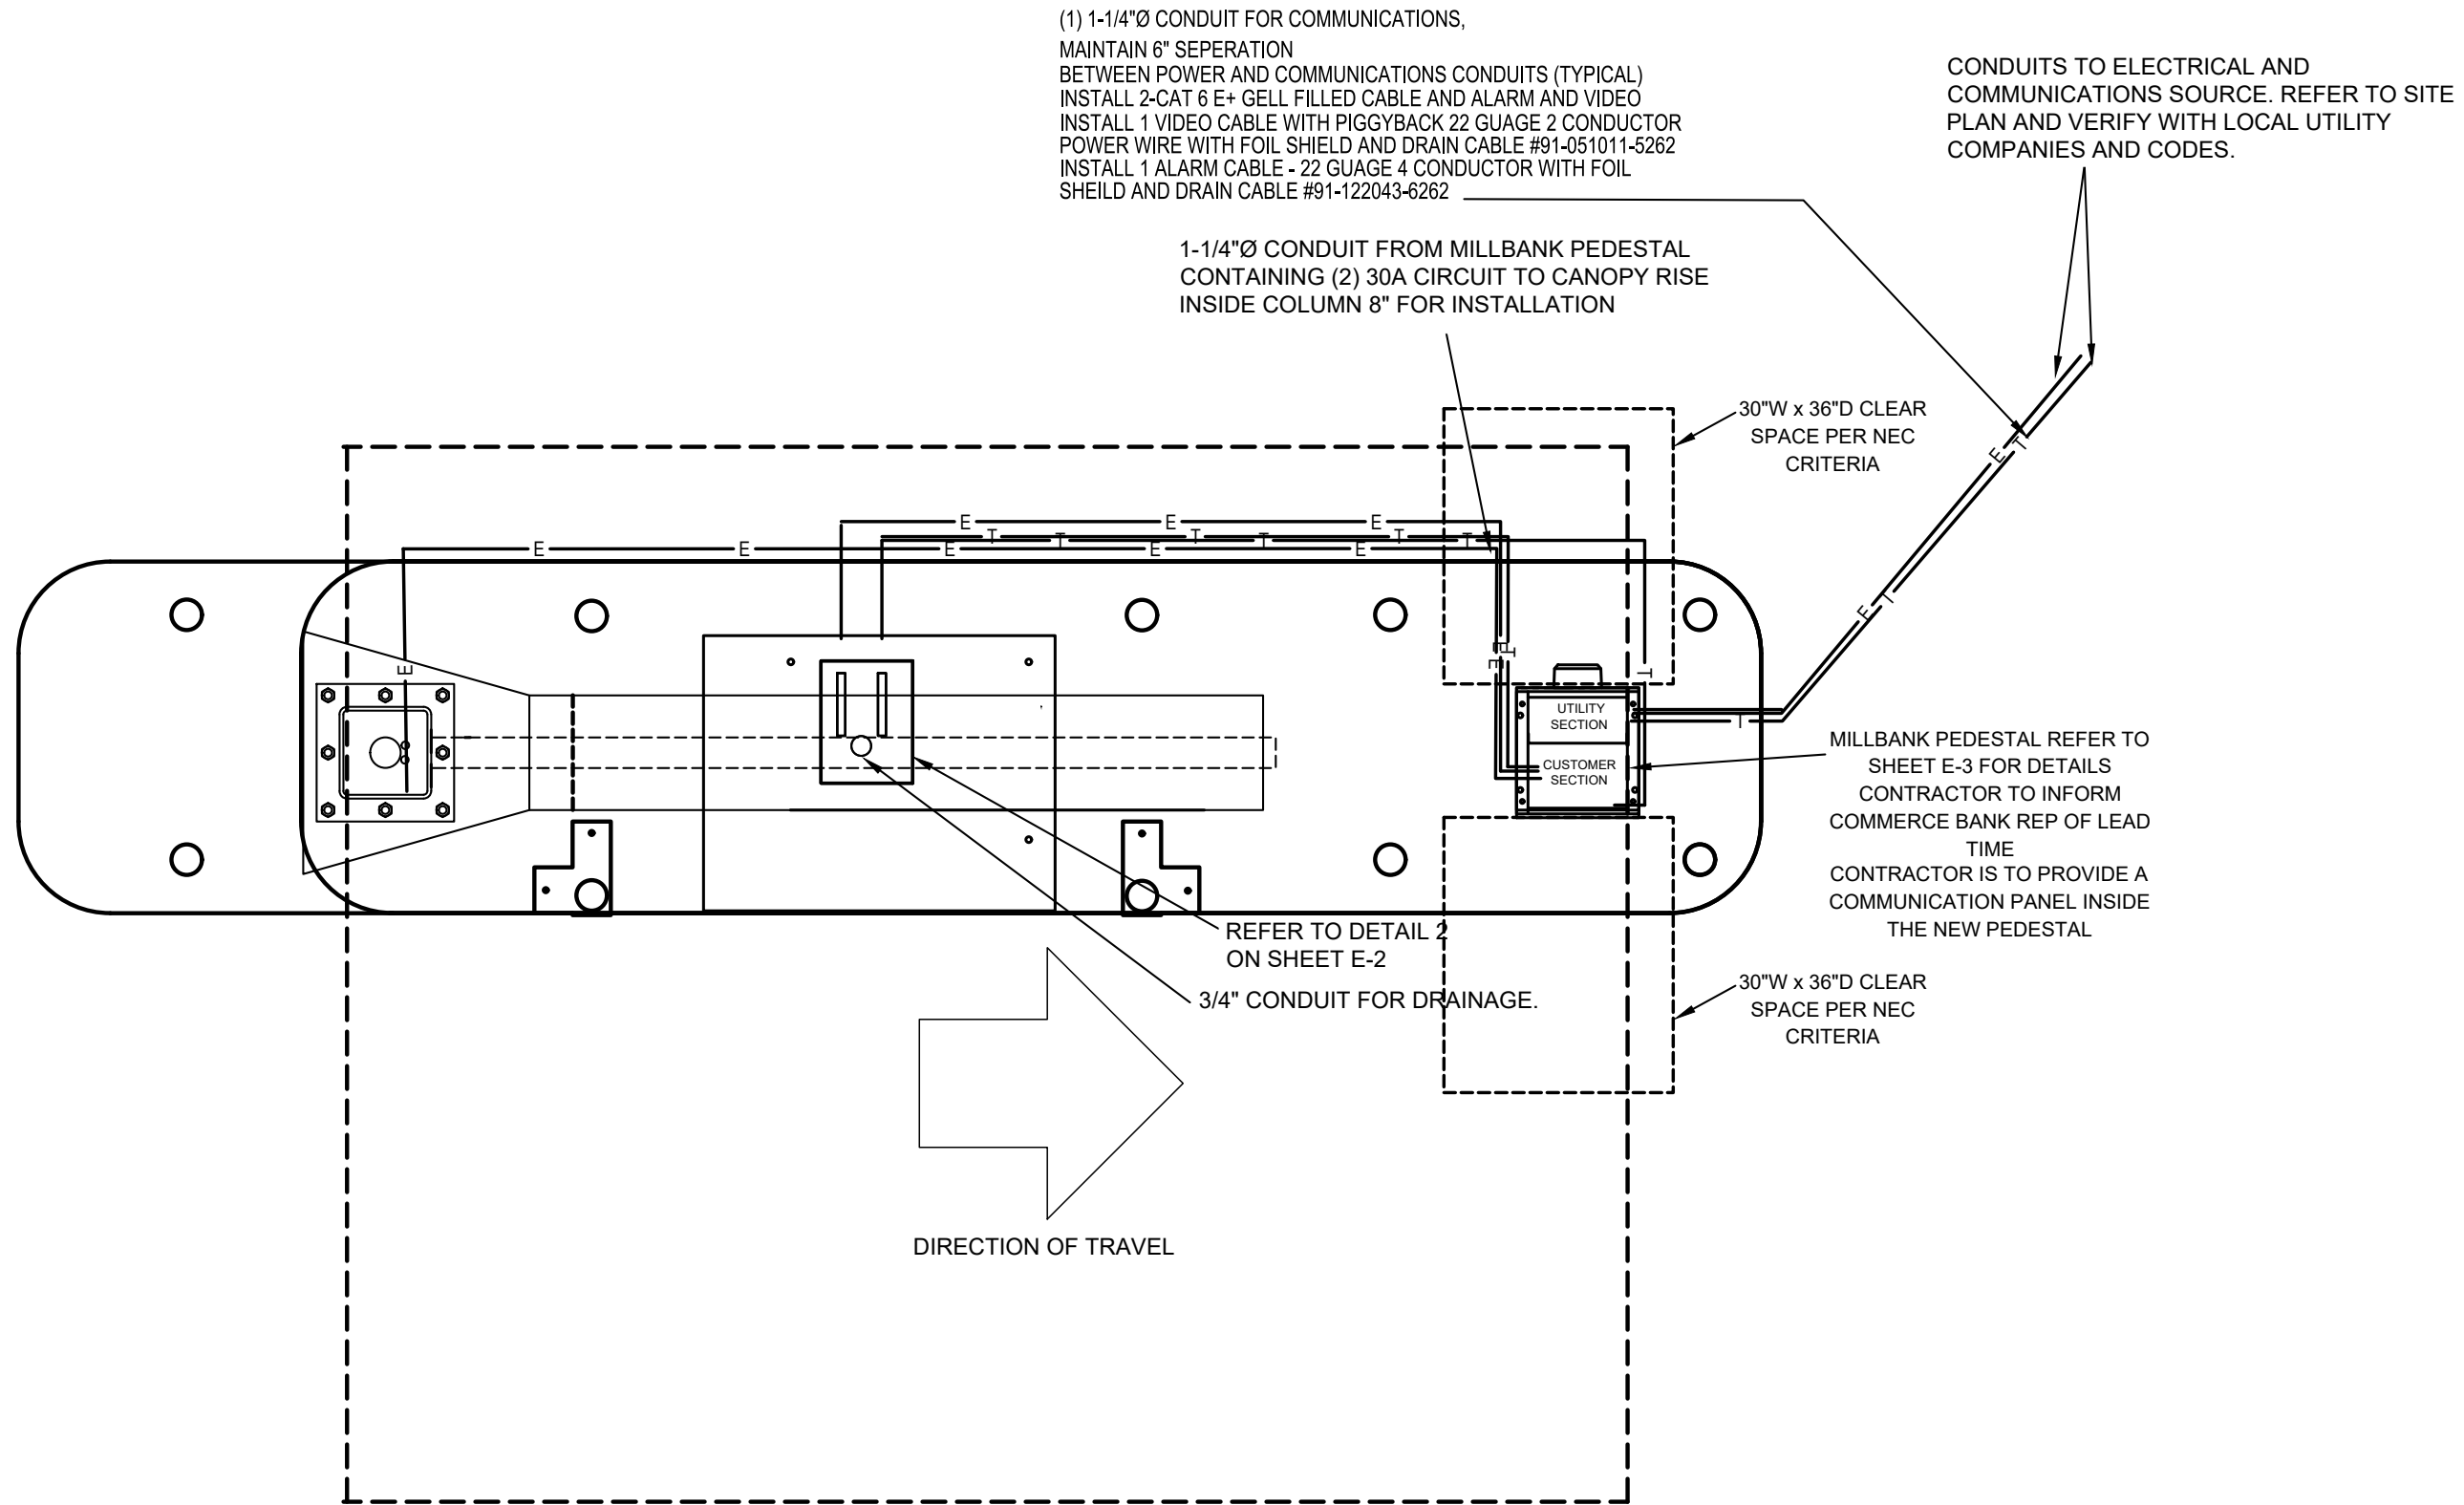 (1) 1-1/4"Ø CONDUIT FOR COMMUNICATIONS,
MAINTAIN 6" SEPERATION
BETWEEN POWER AND COMMUNICATIONS CONDUITS (TYPICAL)
INSTALL 2-CAT 6 E+ GELL FILLED CABLE AND ALARM AND VIDEO
INSTALL 1 VIDEO CABLE WITH PIGGYBACK 22 GUAGE 2 CONDUCTOR
POWER WIRE WITH FOIL SHIELD AND DRAIN CABLE #91-051011-5262
INSTALL 1 ALARM CABLE - 22 GUAGE 4 CONDUCTOR WITH FOIL
SHEILD AND DRAIN CABLE #91-122043-6262
CONDUITS TO ELECTRICAL AND
COMMUNICATIONS SOURCE. REFER TO SITE
PLAN AND VERIFY WITH LOCAL UTILITY
COMPANIES AND CODES.
1-1/4"Ø CONDUIT FROM MILLBANK PEDESTAL
CONTAINING (2) 30A CIRCUIT TO CANOPY RISE
INSIDE COLUMN 8" FOR INSTALLATION
30"W x 36"D CLEAR
SPACE PER NEC
CRITERIA
E T
E T
E E E
T T T T T T
E E E E E
E
E
E
T
T
T
UTILITY
SECTION
CUSTOMER
SECTION
MILLBANK PEDESTAL REFER TO
SHEET E-3 FOR DETAILS
CONTRACTOR TO INFORM
COMMERCE BANK REP OF LEAD
TIME
CONTRACTOR IS TO PROVIDE A
COMMUNICATION PANEL INSIDE
THE NEW PEDESTAL
REFER TO DETAIL 2
ON SHEET E-2
3/4" CONDUIT FOR DRAINAGE.
30"W x 36"D CLEAR
SPACE PER NEC
CRITERIA
DIRECTION OF TRAVEL